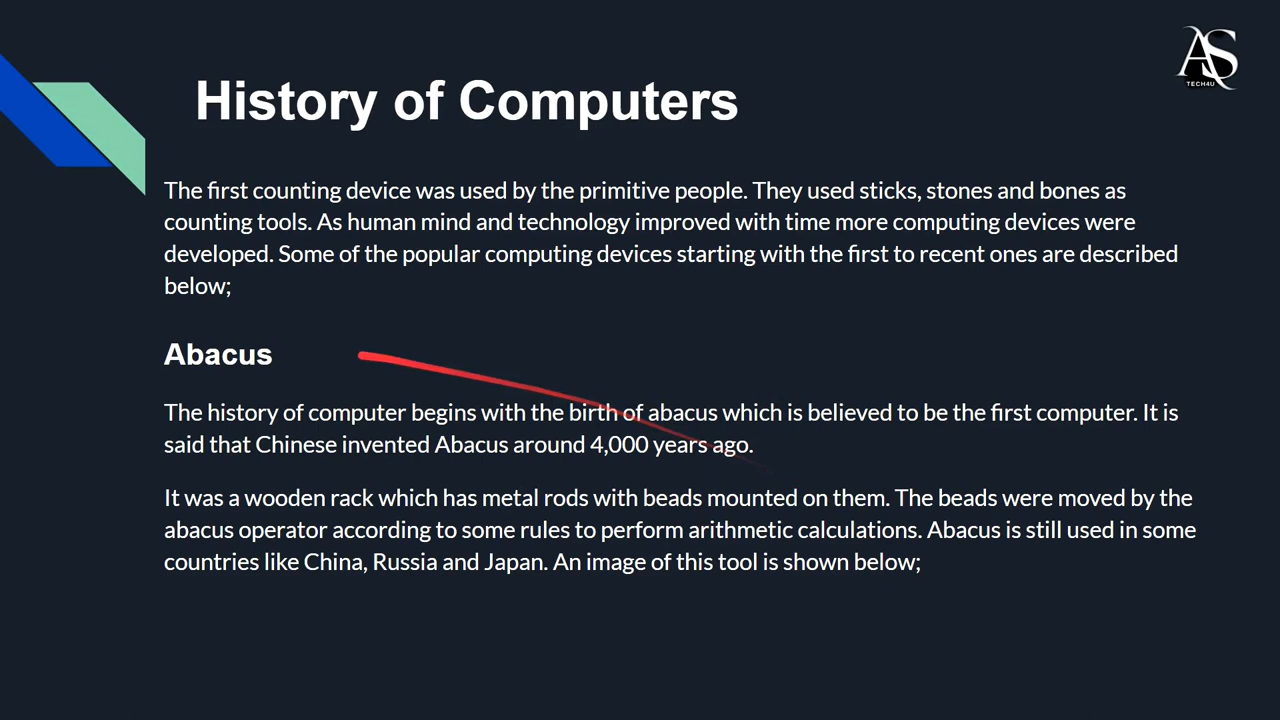 AS
TECH4U
History of Computers
The first counting device was used by the primitive people. They used sticks, stones and bones as
counting tools. As human mind and technology improved with time more computing devices were
developed. Some of the popular computing devices starting with the first to recent ones are described
below;
Abacus
The history of computer begins with the birth of abacus which is believed to be the first computer. It is
said that Chinese invented Abacus around 4,000 years ago.
It was a wooden rack which has metal rods with beads mounted on them. The beads were moved by the
abacus operator according to some rules to perform arithmetic calculations. Abacus is still used in some
countries like China, Russia and Japan. An image of this tool is shown below;